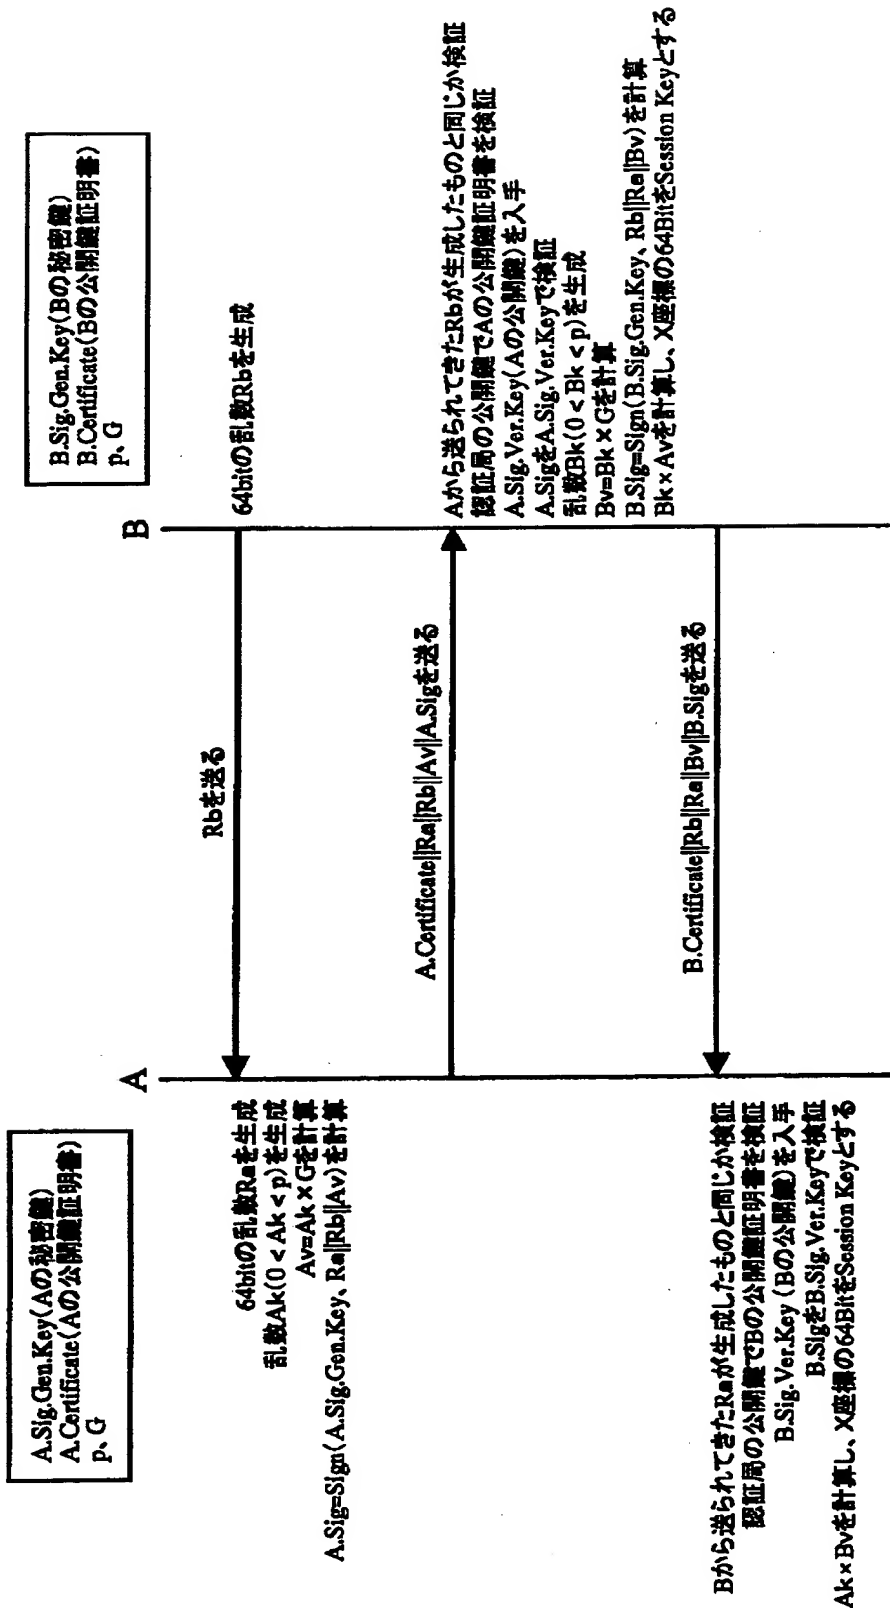 A.Sig.Gen.Key(Aの秘密鍵)
A.Certificate(Aの公開鍵証明書)
p、G
B.Sig.Gen.Key(Bの秘密鍵)
B.Certificate(Bの公開鍵証明書)
p、G
A
B
64bitの乱数Rbを生成
Rbを送る
64bitの乱数Raを生成
乱数Ak(0 < Ak < p)を生成
Av=Ak×Gを計算
A.Sig=Sign(A.Sig.Gen.Key、Ra||Rb||Av)を計算
A.Certificate||Ra||Rb||Av||A.Sigを送る
Aから送られてきたRbが生成したものと同じか検証
認証局の公開鍵でAの公開鍵証明書を検証
A.Sig.Ver.Key(Aの公開鍵)を入手
A.SigをA.Sig.Ver.Keyで検証
乱数Bk(0 < Bk < p)を生成
Bv=Bk×Gを計算
B.Sig=Sign(B.Sig.Gen.Key、Rb||Ra||Bv)を計算
Bk×Avを計算し、X座標の64BitをSession Keyとする
B.Certificate||Rb||Ra||Bv||B.Sigを送る
Bから送られてきたRaが生成したものと同じか検証
認証局の公開鍵でBの公開鍵証明書を検証
B.Sig.Ver.Key (Bの公開鍵)を入手
B.SigをB.Sig.Ver.Keyで検証
Ak×Bvを計算し、X座標の64BitをSession Keyとする